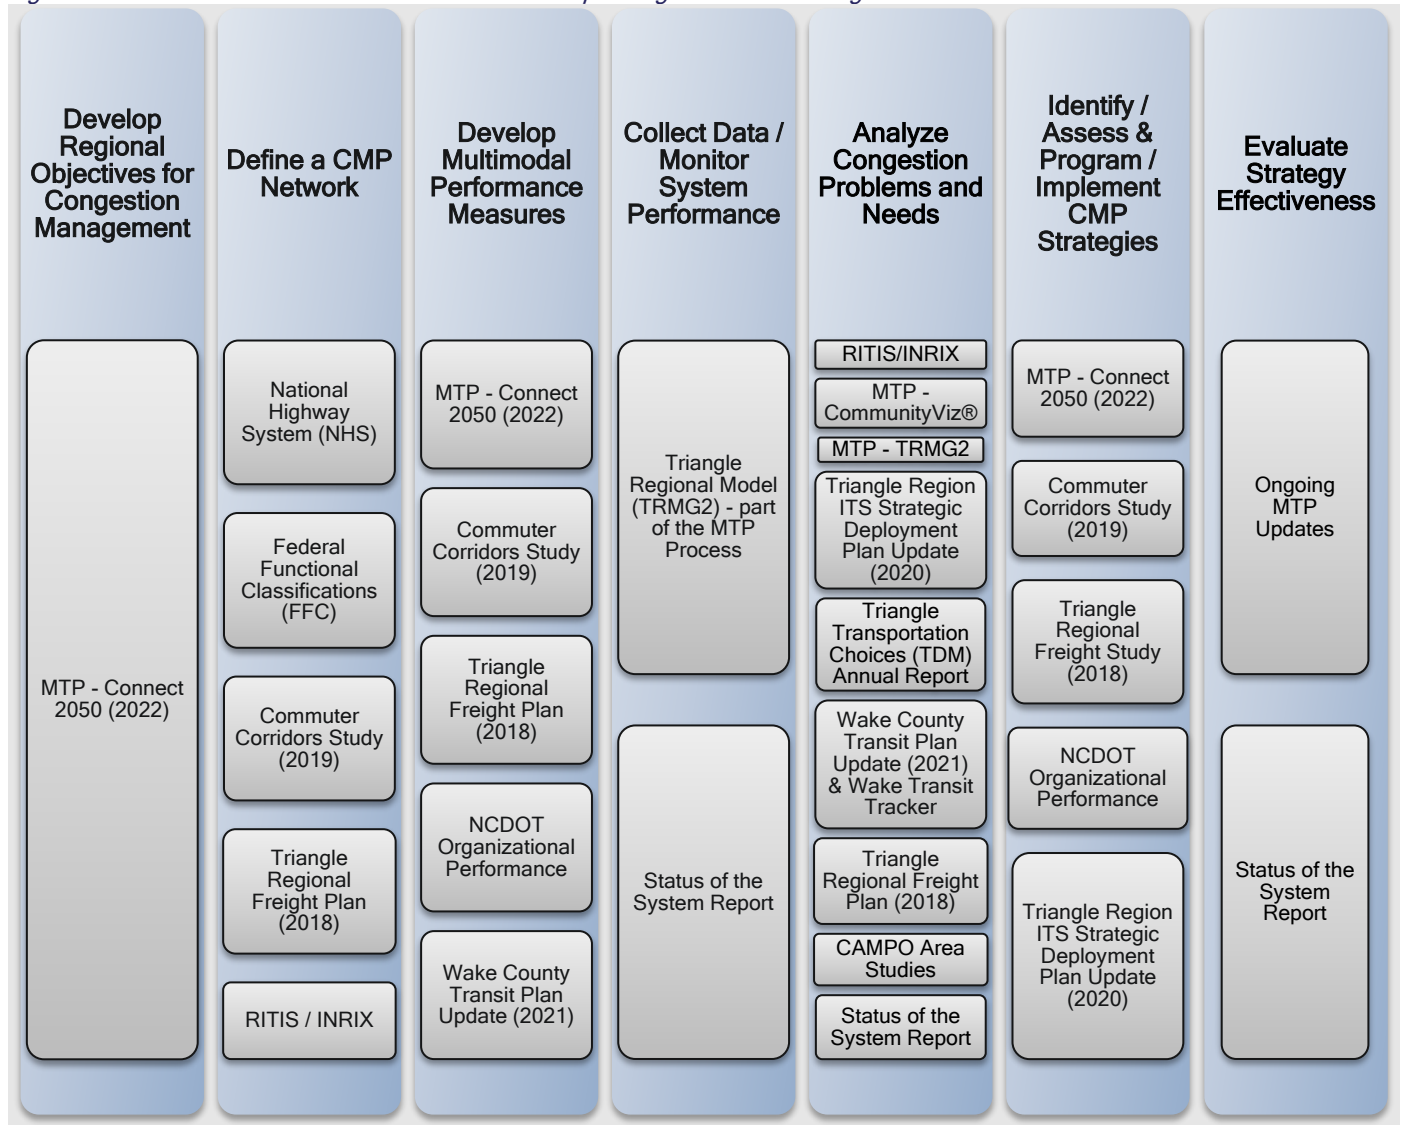 Develop
Regional
Objectives for
Congestion
Management
MTP - Connect
2050 (2022)
Define a CMP
Network
National
Highway
System (NHS)
Federal
Functional
Classifications
(FFC)
Commuter
Corridors Study
(2019)
Triangle
Regional
Freight Plan
(2018)
RITIS / INRIX
Develop
Multimodal
Performance
Measures
MTP - Connect
2050 (2022)
Commuter
Corridors Study
(2019)
Triangle
Regional
Freight Plan
(2018)
NCDOT
Organizational
Performance
Wake County
Transit Plan
Update (2021)
Collect Data /
Monitor
System
Performance
Triangle
Regional Model
(TRMG2) - part
of the MTP
Process
Status of the
System Report
Analyze
Congestion
Problems and
Needs
RITIS/INRIX
MTP -
CommunityViz®
MTP - TRMG2
Triangle Region
ITS Strategic
Deployment
Plan Update
(2020)
Triangle
Transportation
Choices (TDM)
Annual Report
Wake County
Transit Plan
Update (2021)
& Wake Transit
Tracker
Triangle
Regional Freight
Plan (2018)
CAMPO Area
Studies
Status of the
System Report
Identify /
Assess &
Program /
Implement
CMP
Strategies
MTP - Connect
2050 (2022)
Commuter
Corridors Study
(2019)
Triangle
Regional
Freight Study
(2018)
NCDOT
Organizational
Performance
Triangle Region
ITS Strategic
Deployment
Plan Update
(2020)
Evaluate
Strategy
Effectiveness
Ongoing
MTP
Updates
Status of the
System
Report